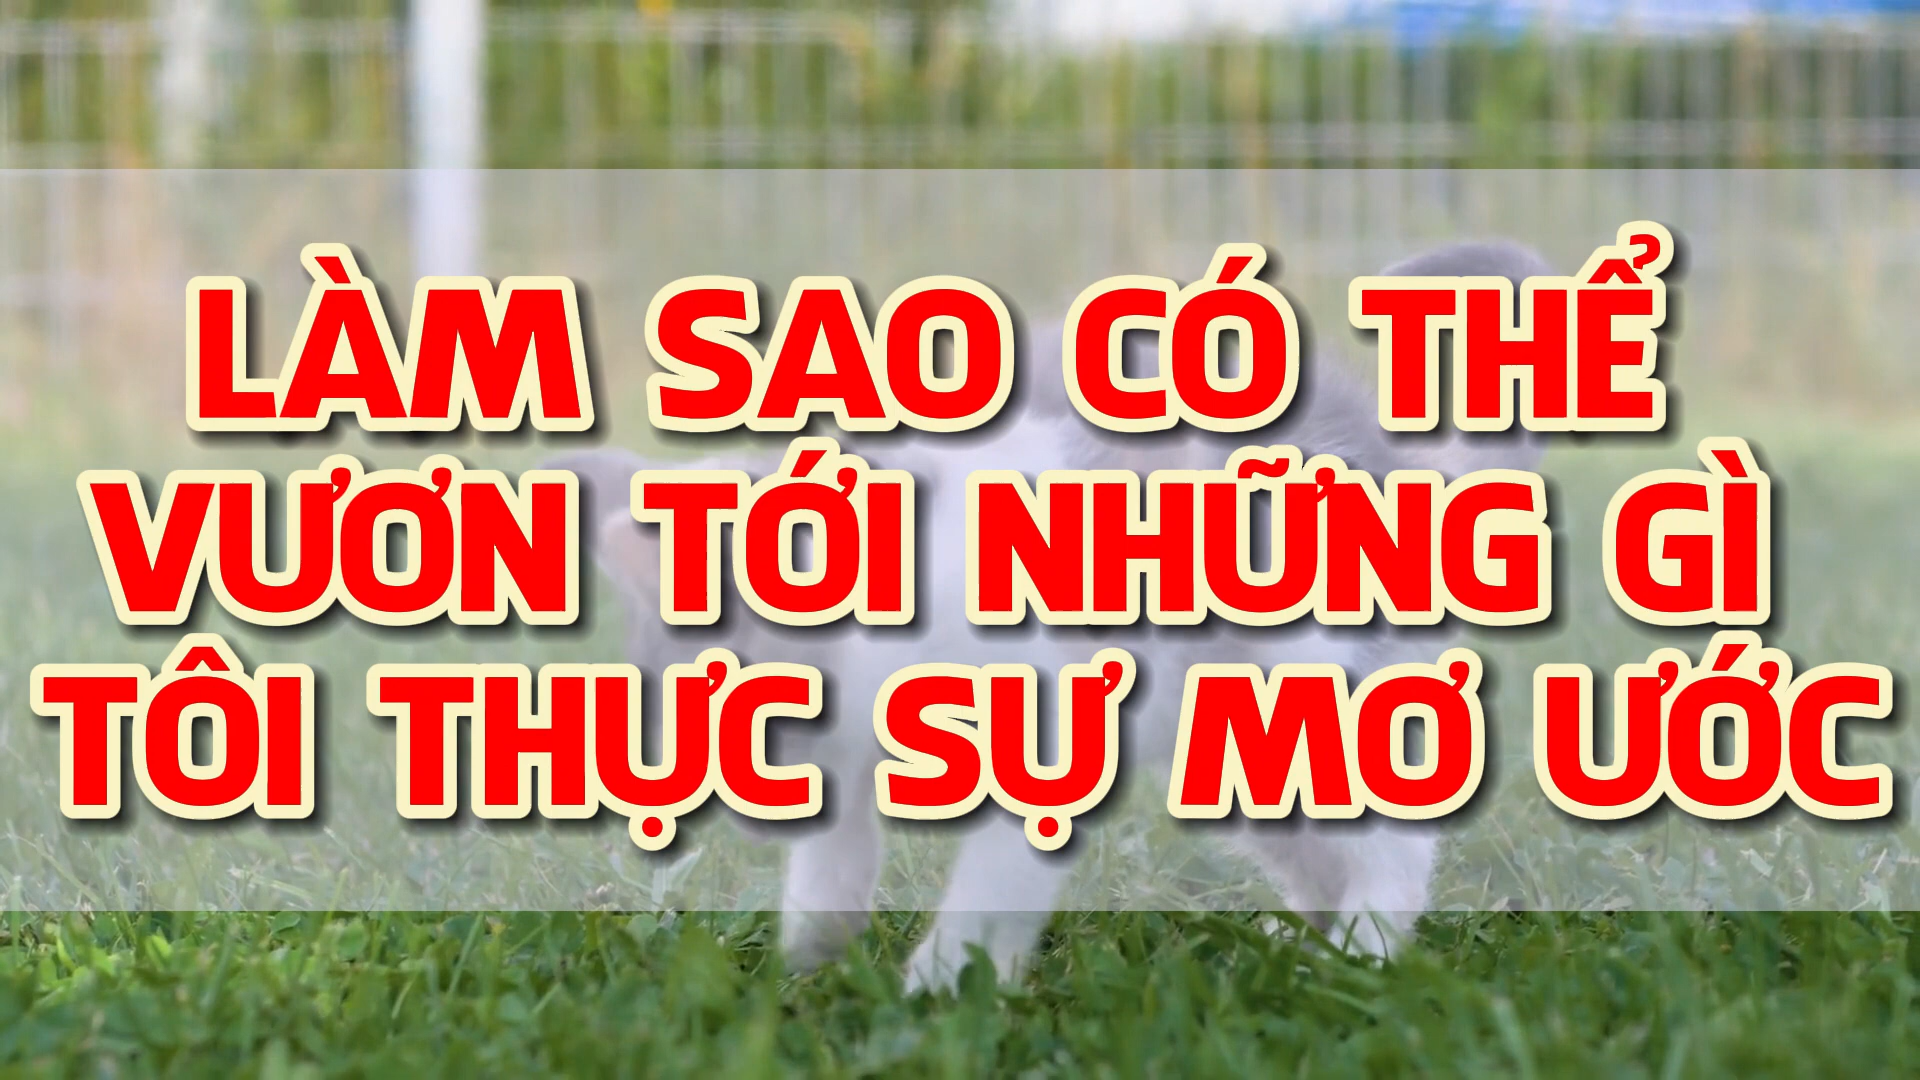 LÀM SAO CÓ THỂ
VƯƠN TỚI NHỮNG GÌ
TÔI THỰC SỰ MƠ ƯỚC